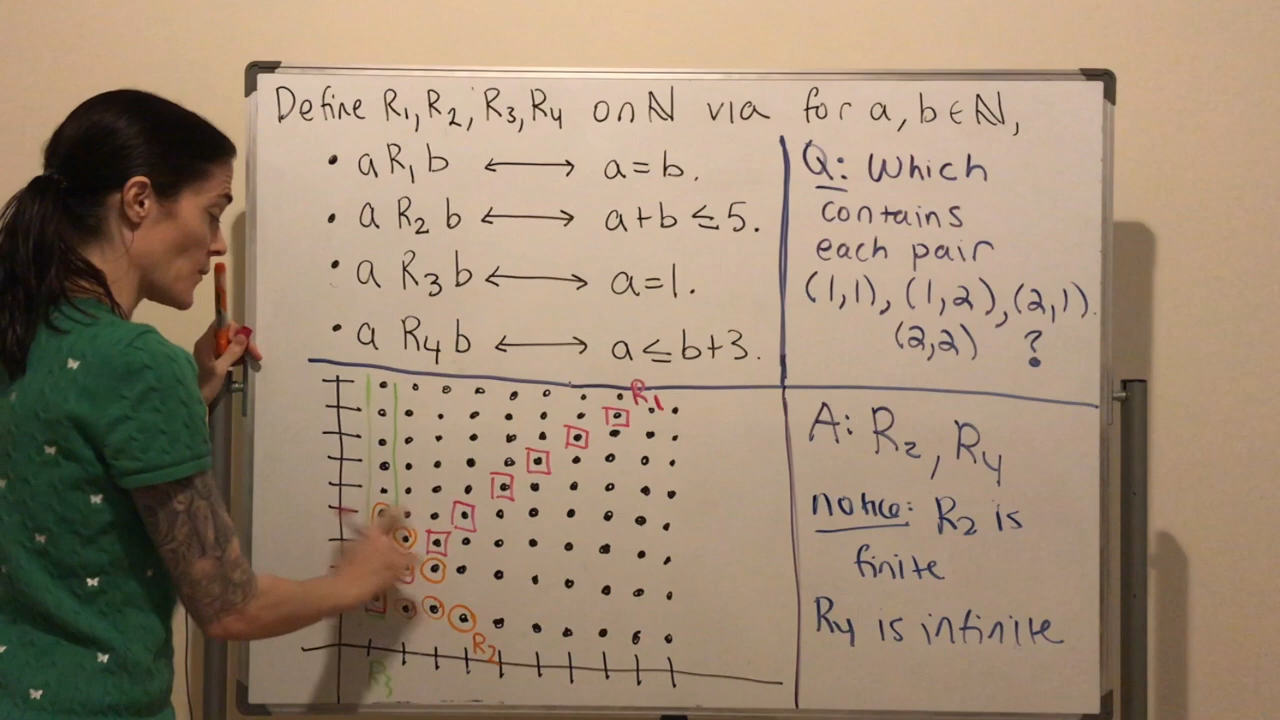 Define R₁, R₂, R₃, R₄ on ℕ via for a, b ∈ ℕ,
• a R₁ b ⟷ a = b.
• a R₂ b ⟷ a + b ≤ 5.
• a R₃ b ⟷ a = 1.
• a R₄ b ⟷ a ≤ b + 3.
Q: Which
contains
each pair
(1,1), (1,2), (2,1).
(2,2) ?
R₁
R₂
R₃
A: R₂, R₄
notice: R₂ is
finite
R₄ is infinite